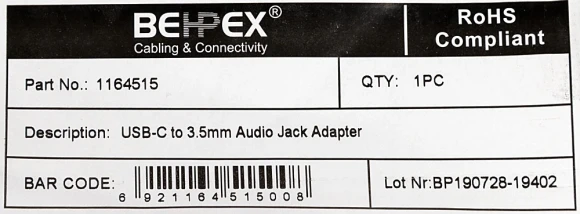 BEHPEX®
Cabling & Connectivity
RoHS
Compliant
Part No.: 1164515
QTY: 1PC
Description: USB-C to 3.5mm Audio Jack Adapter
BAR CODE:
6 921164 515008
Lot Nr:BP190728-19402